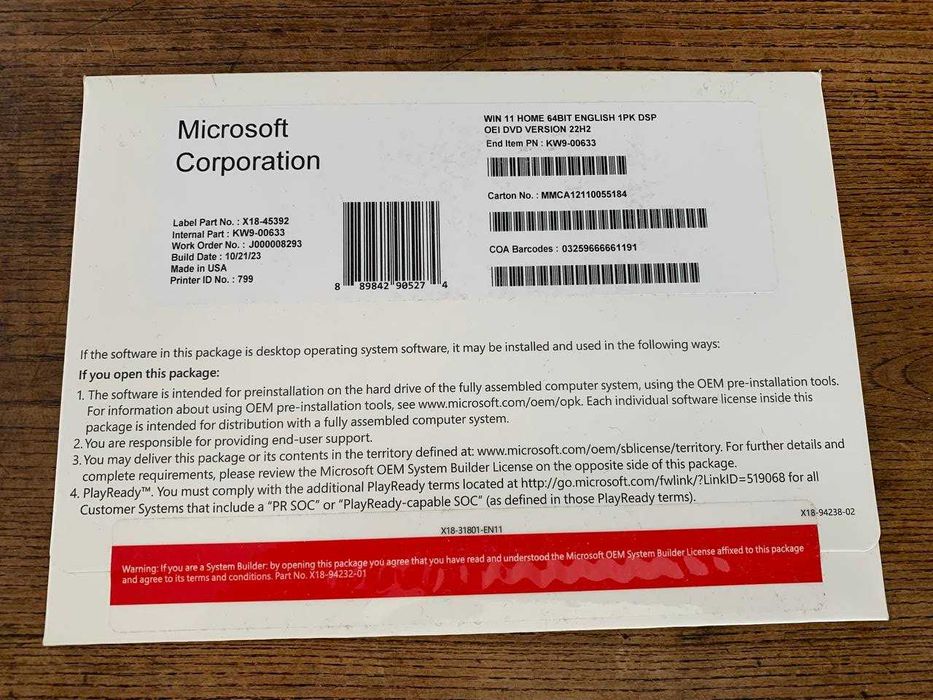 Microsoft
Corporation
Label Part No. : X18-45392
Internal Part : KW9-00633
Work Order No. : J000008293
Build Date : 10/21/23
Made in USA
Printer ID No. : 799
8 89842 90527 4
WIN 11 HOME 64BIT ENGLISH 1PK DSP
OEI DVD VERSION 22H2
End Item PN : KW9-00633
Carton No. : MMCA12110055184
COA Barcodes : 03259666661191
If the software in this package is desktop operating system software, it may be installed and used in the following ways:
If you open this package:
1. The software is intended for preinstallation on the hard drive of the fully assembled computer system, using the OEM pre-installation tools.
For information about using OEM pre-installation tools, see www.microsoft.com/oem/opk. Each individual software license inside this
package is intended for distribution with a fully assembled computer system.
2. You are responsible for providing end-user support.
3. You may deliver this package or its contents in the territory defined at: www.microsoft.com/oem/sblicense/territory. For further details and
complete requirements, please review the Microsoft OEM System Builder License on the opposite side of this package.
4. PlayReady™. You must comply with the additional PlayReady terms located at http://go.microsoft.com/fwlink/?LinkID=519068 for all
Customer Systems that include a "PR SOC" or "PlayReady-capable SOC" (as defined in those PlayReady terms).
X18-94238-02
X18-31801-EN11
Warning: If you are a System Builder: by opening this package you agree that you have read and understood the Microsoft OEM System Builder License affixed to this package
and agree to its terms and conditions. Part No. X18-94232-01